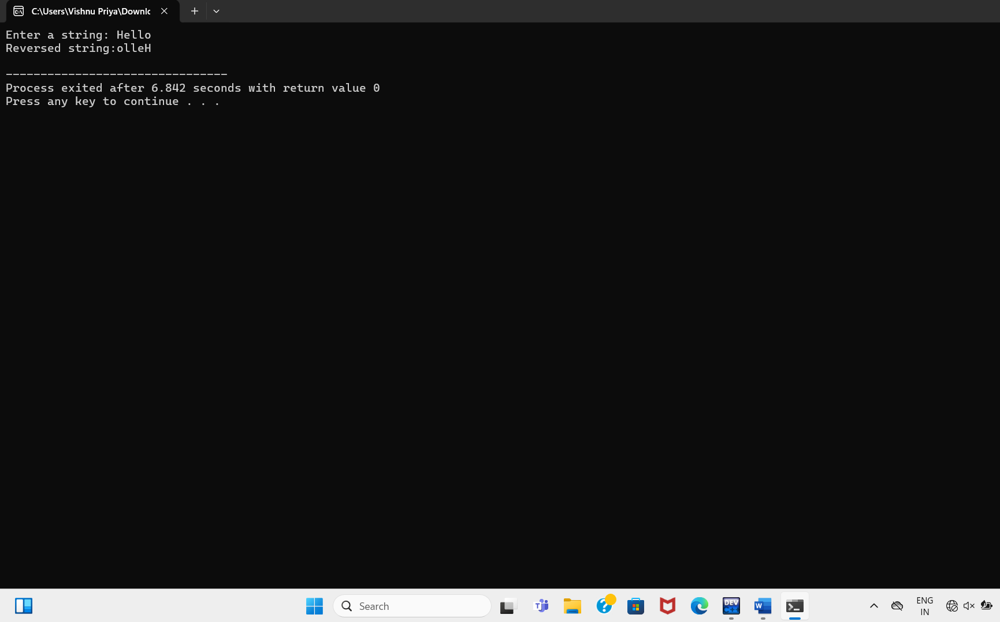 C:\Users\Vishnu Priya\Downlc
Enter a string: Hello
Reversed string:olleH
--------------------------------
Process exited after 6.842 seconds with return value 0
Press any key to continue . . .
Search
DEV
C++
W
ENG
IN